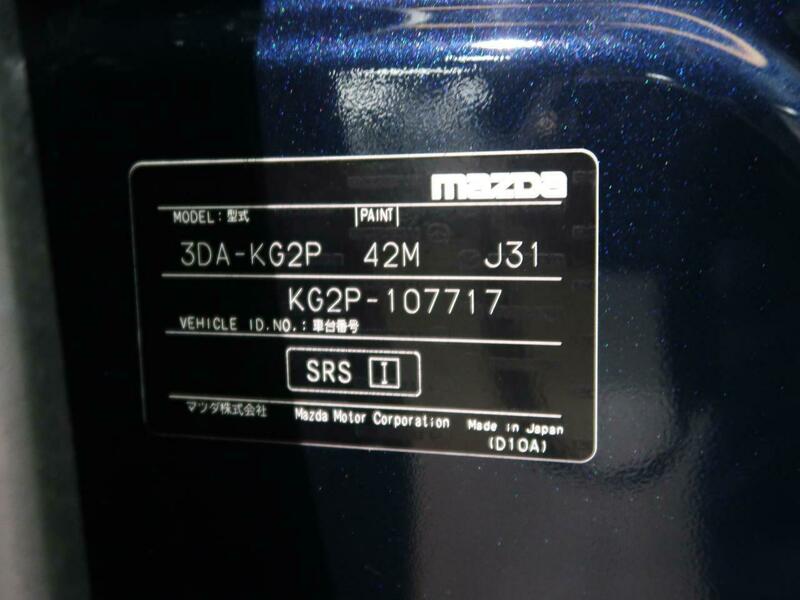 mazda
MODEL：型式 PAINT
3DA-KG2P 42M J31
KG2P-107717
VEHICLE ID.NO.：車台番号
SRS I
マツダ株式会社 Mazda Motor Corporation Made in Japan
(D10A)